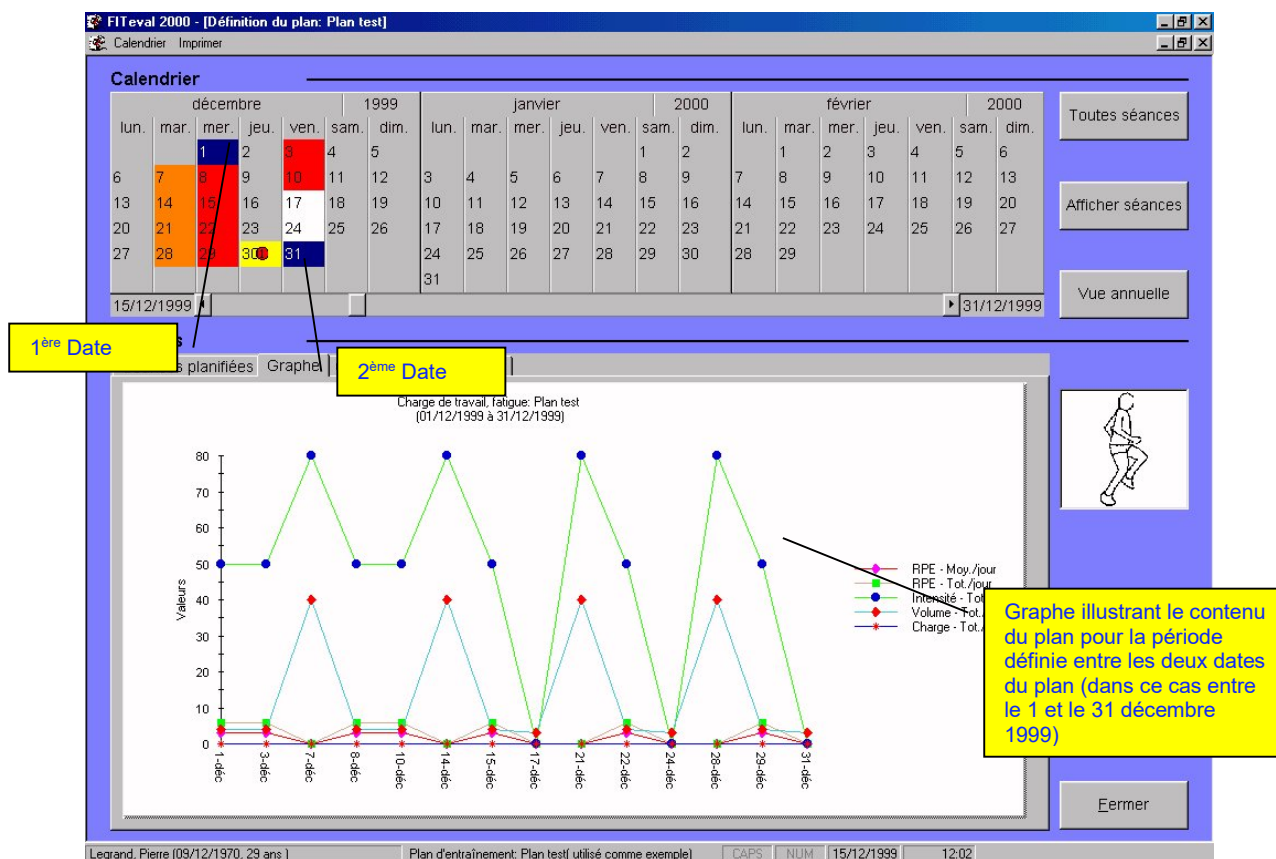 FITeval 2000 - [Définition du plan: Plan test]
Calendrier Imprimer
Calendrier
décembre 1999 janvier 2000 février 2000
lun. mar. mer. jeu. ven. sam. dim. lun. mar. mer. jeu. ven. sam. dim. lun. mar. mer. jeu. ven. sam. dim.
1 2 3 4 5 1 2 1 2 3 4 5 6
6 7 8 9 10 11 12 3 4 5 6 7 8 9 7 8 9 10 11 12 13
13 14 15 16 17 18 19 10 11 12 13 14 15 16 14 15 16 17 18 19 20
20 21 22 23 24 25 26 17 18 19 20 21 22 23 21 22 23 24 25 26 27
27 28 29 30 31 24 25 26 27 28 29 30 28 29
31
15/12/1999 31/12/1999
Toutes séances
Afficher séances
Vue annuelle
1ère Date
2ème Date
planifiées Graphe
Charge de travail, fatigue: Plan test
(01/12/1999 à 31/12/1999)
Valeurs
80
70
60
50
40
30
20
10
0
1-déc 3-déc 7-déc 8-déc 10-déc 14-déc 15-déc 17-déc 21-déc 22-déc 24-déc 28-déc 29-déc 31-déc
RPE - Moy./jour
RPE - Tot./jour
Intensité - Tot
Volume - Tot./
Charge - Tot./
Graphe illustrant le contenu
du plan pour la période
définie entre les deux dates
du plan (dans ce cas entre
le 1 et le 31 décembre
1999)
Fermer
Legrand, Pierre (09/12/1970, 29 ans ) Plan d'entraînement: Plan test( utilisé comme exemple) CAPS NUM 15/12/1999 12:02